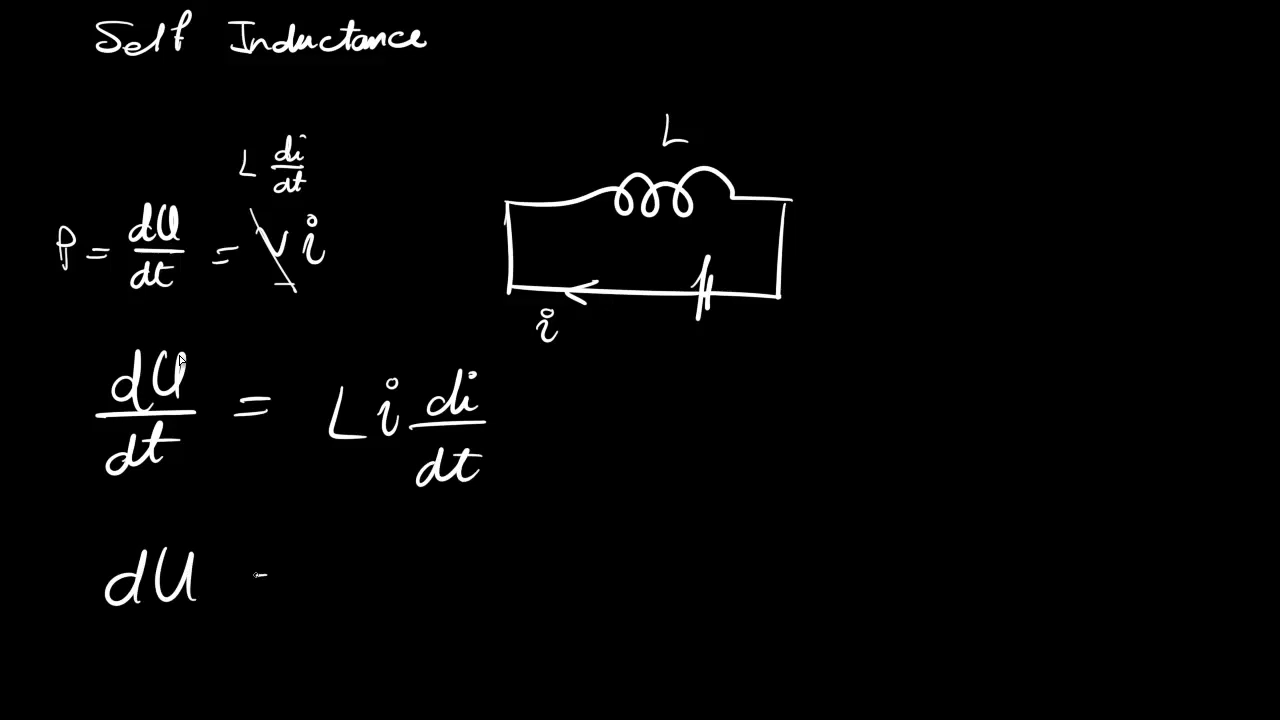 Self Inductance
L di/dt
P = dU/dt = V i
L
i
dU/dt = L i di/dt
dU -